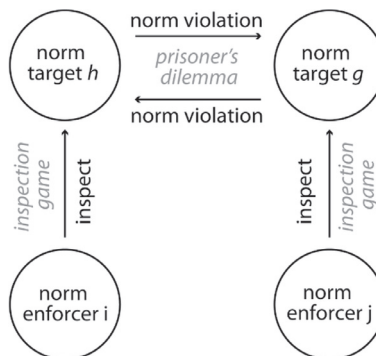 norm violation
norm
target h
prisoner's
dilemma
norm
target g
norm violation
inspection
game
inspect
inspect
inspection
game
norm
enforcer i
norm
enforcer j